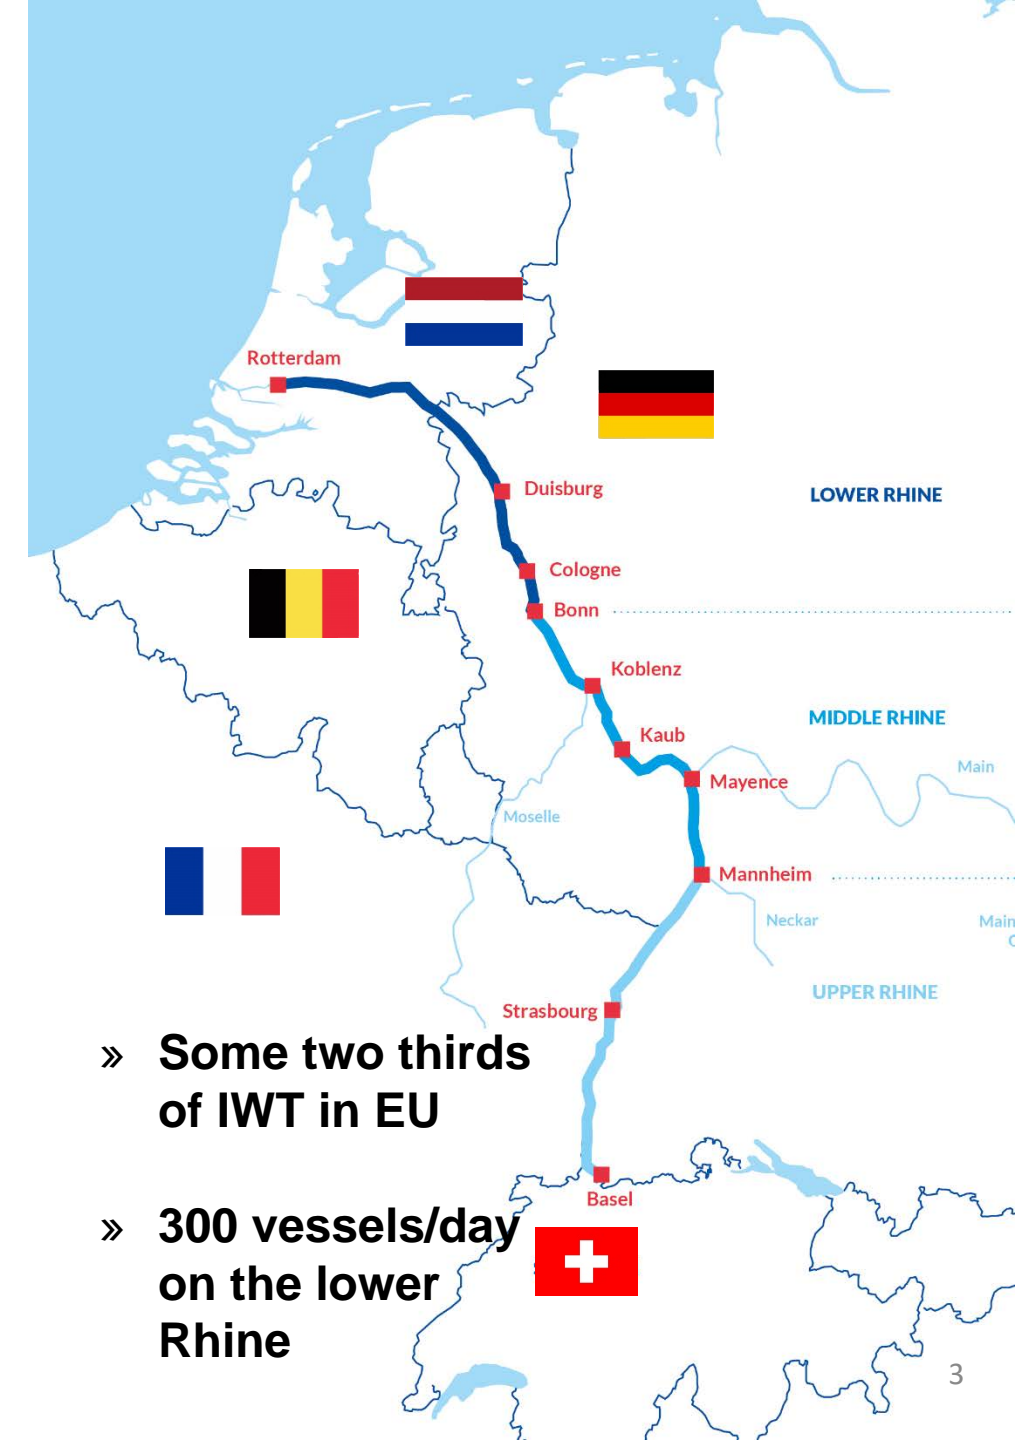 Rotterdam
Duisburg
LOWER RHINE
Cologne
Bonn
Koblenz
MIDDLE RHINE
Kaub
Main
Mayence
Moselle
Mannheim
Neckar
Main
UPPER RHINE
Strasbourg
» Some two thirds
of IWT in EU
Basel
» 300 vessels/day
on the lower
Rhine
3